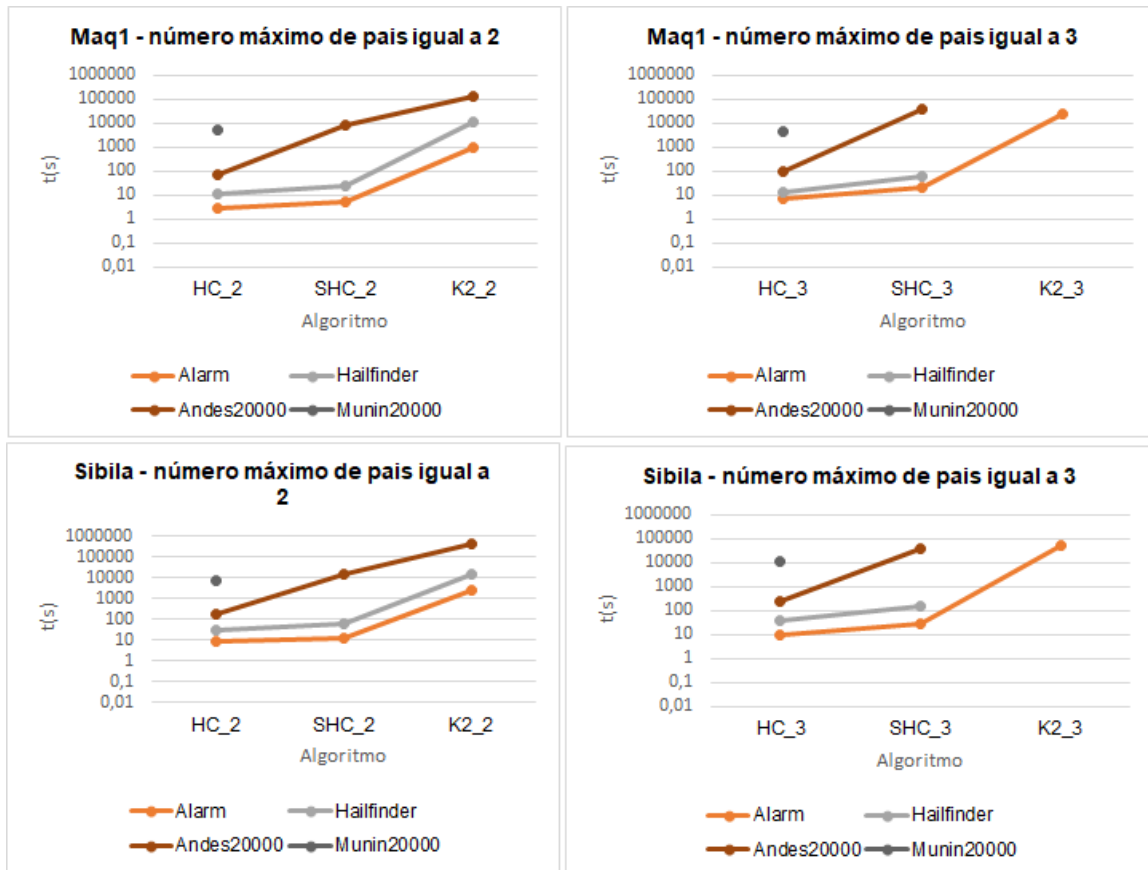 Maq1 - número máximo de pais igual a 2
1000000
100000
10000
1000
100
10
1
0,1
0,01
t(s)
HC_2 SHC_2 K2_2
Algoritmo
Alarm Hailfinder
Andes20000 Munin20000
Maq1 - número máximo de pais igual a 3
1000000
100000
10000
1000
100
10
1
0,1
0,01
t(s)
HC_3 SHC_3 K2_3
Algoritmo
Alarm Hailfinder
Andes20000 Munin20000
Sibila - número máximo de pais igual a
2
1000000
100000
10000
1000
100
10
1
0,1
0,01
t(s)
HC_2 SHC_2 K2_2
Algoritmo
Alarm Hailfinder
Andes20000 Munin20000
Sibila - número máximo de pais igual a 3
1000000
100000
10000
1000
100
10
1
0,1
0,01
t(s)
HC_3 SHC_3 K2_3
Algoritmo
Alarm Hailfinder
Andes20000 Munin20000